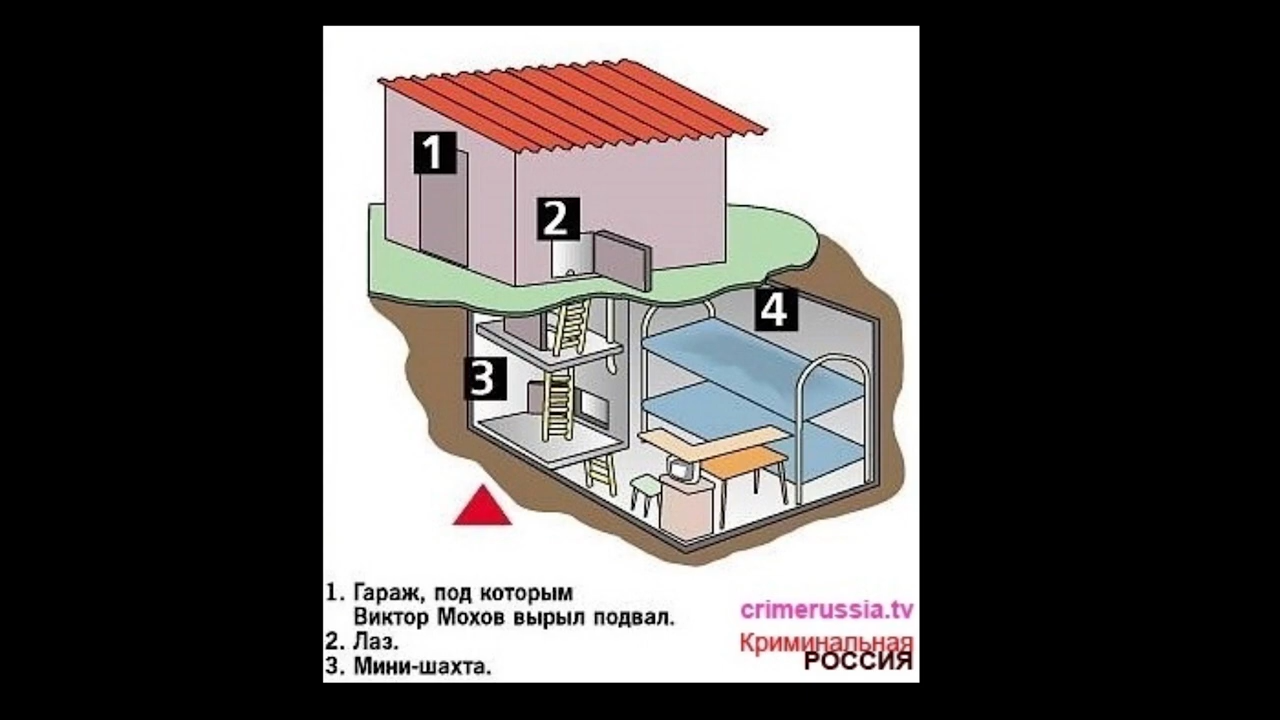 1
2
4
3
1. Гараж, под которым
Виктор Мохов вырыл подвал.
2. Лаз.
3. Мини-шахта.
crimerussia.tv
Криминальная
РОССИЯ